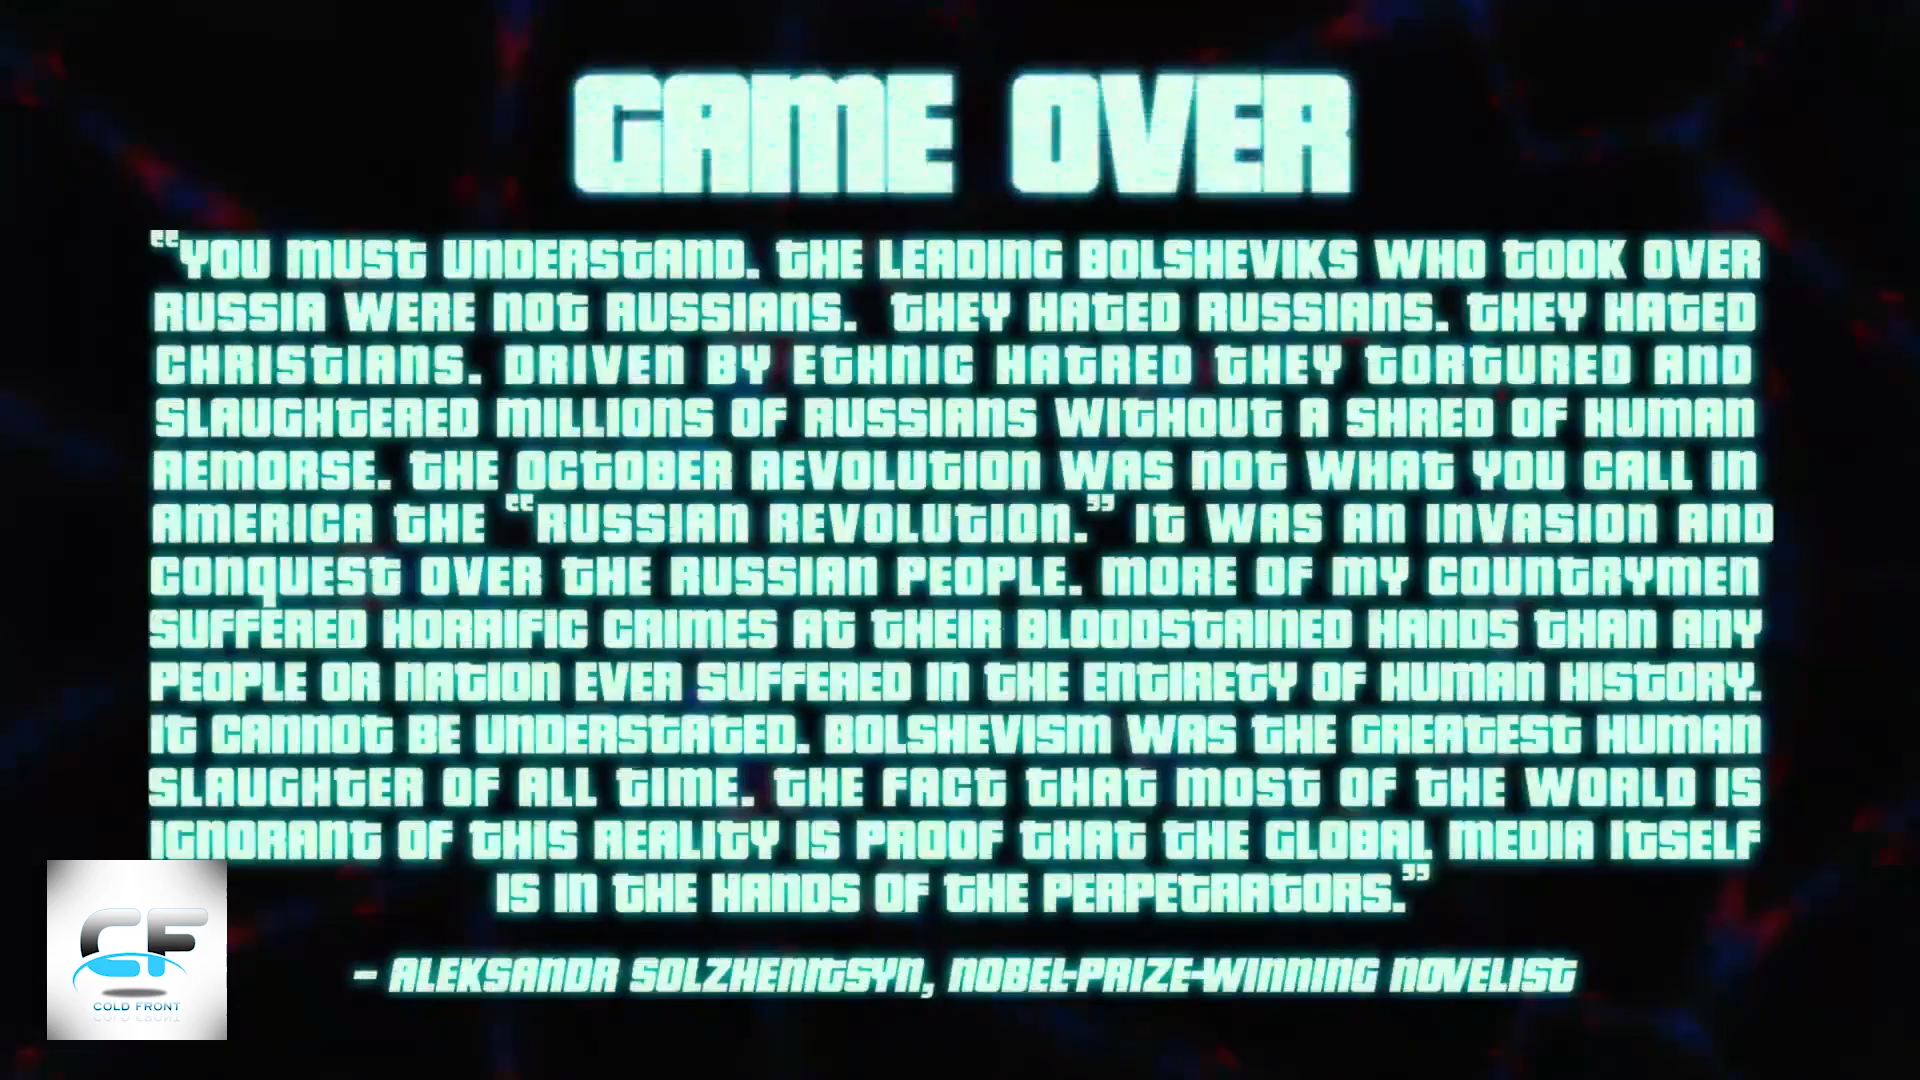 GAME OVER
“YOU MUST UNDERSTAND. THE LEADING BOLSHEVIKS WHO TOOK OVER
RUSSIA WERE NOT RUSSIANS. THEY HATED RUSSIANS. THEY HATED
CHRISTIANS. DRIVEN BY ETHNIC HATRED THEY TORTURED AND
SLAUGHTERED MILLIONS OF RUSSIANS WITHOUT A SHRED OF HUMAN
REMORSE. THE OCTOBER REVOLUTION WAS NOT WHAT YOU CALL IN
AMERICA THE “RUSSIAN REVOLUTION.” IT WAS AN INVASION AND
CONQUEST OVER THE RUSSIAN PEOPLE. MORE OF MY COUNTRYMEN
SUFFERED HORRIFIC CRIMES AT THEIR BLOODSTAINED HANDS THAN ANY
PEOPLE OR NATION EVER SUFFERED IN THE ENTIRETY OF HUMAN HISTORY.
IT CANNOT BE UNDERSTATED. BOLSHEVISM WAS THE GREATEST HUMAN
SLAUGHTER OF ALL TIME. THE FACT THAT MOST OF THE WORLD IS
IGNORANT OF THIS REALITY IS PROOF THAT THE GLOBAL MEDIA ITSELF
IS IN THE HANDS OF THE PERPETRATORS.”
– ALEKSANDR SOLZHENITSYN, NOBEL-PRIZE-WINNING NOVELIST
CF
COLD FRONT